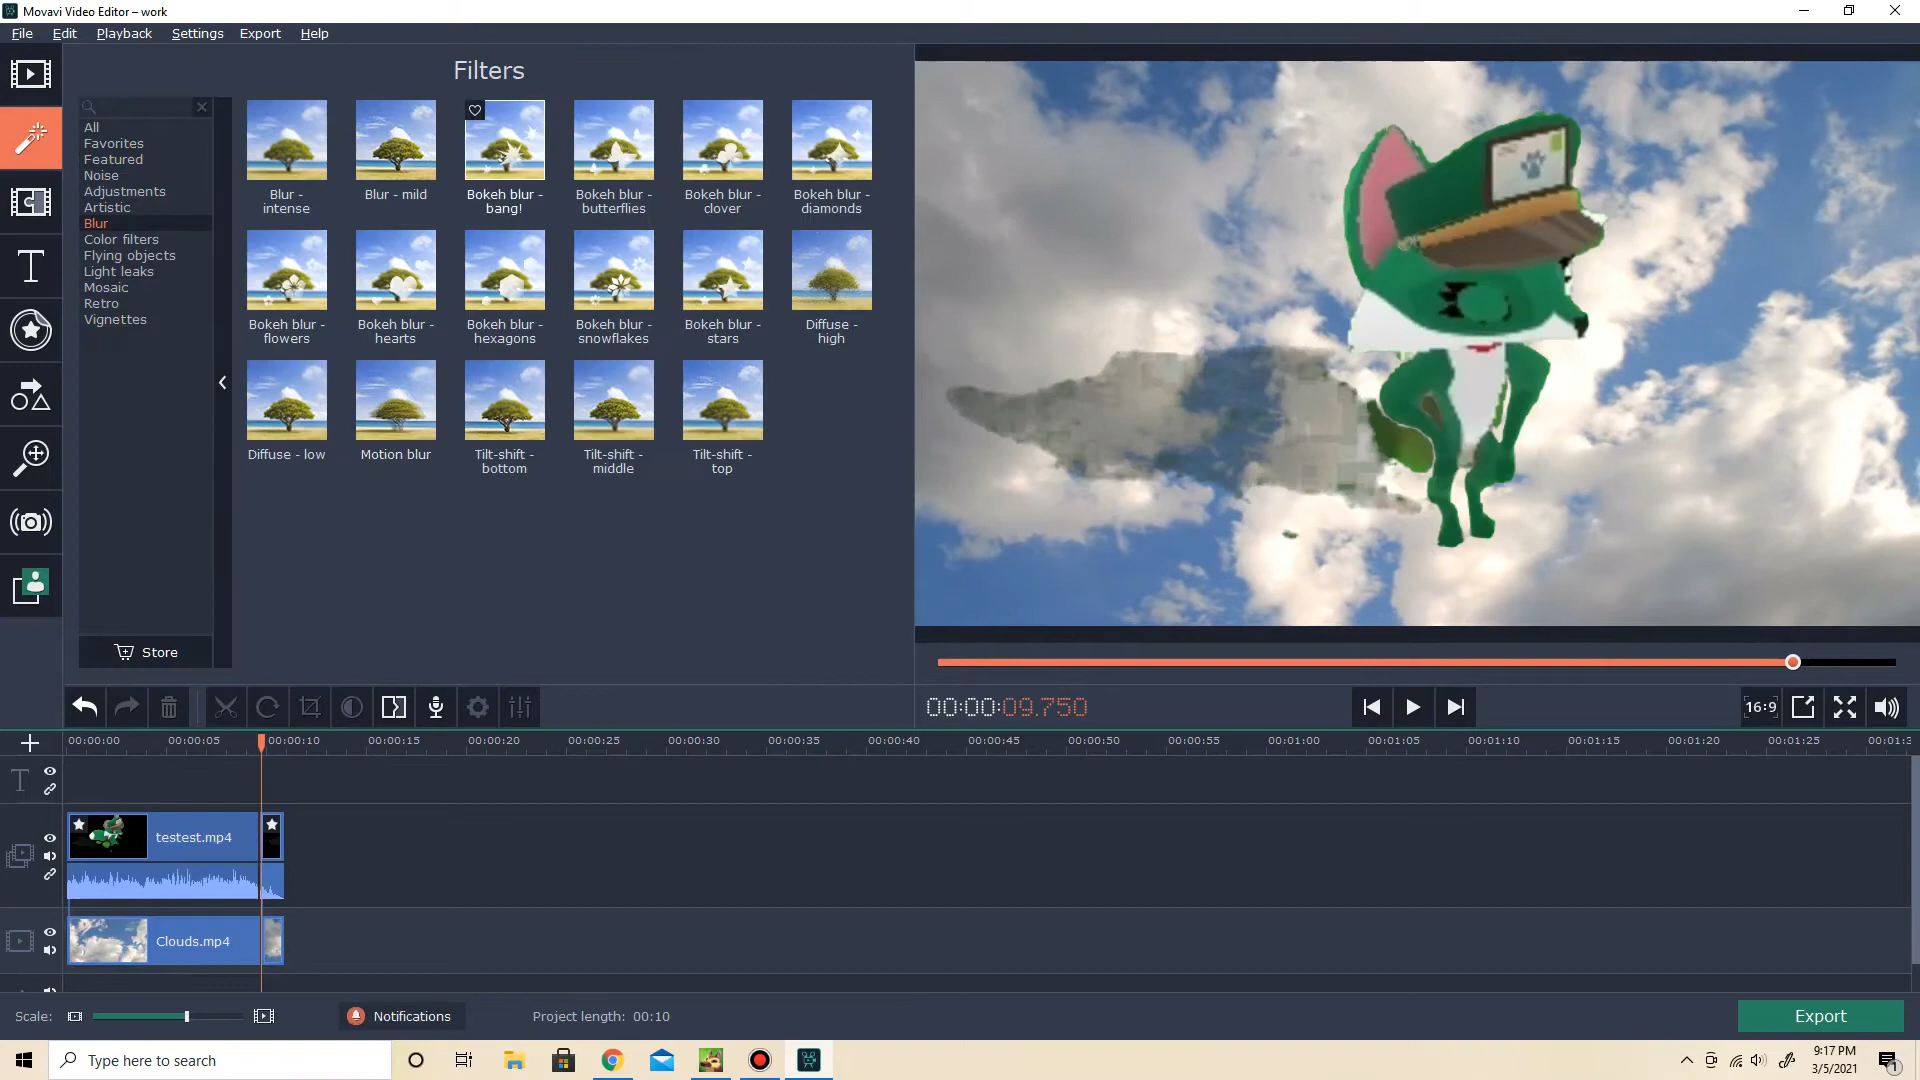 Movavi Video Editor – work
File Edit Playback Settings Export Help
Filters
All
Favorites
Featured
Noise
Adjustments
Artistic
Blur
Color filters
Flying objects
Light leaks
Mosaic
Retro
Vignettes
Store
Blur - intense
Blur - mild
Bokeh blur - bang!
Bokeh blur - butterflies
Bokeh blur - clover
Bokeh blur - diamonds
Bokeh blur - flowers
Bokeh blur - hearts
Bokeh blur - hexagons
Bokeh blur - snowflakes
Bokeh blur - stars
Diffuse - high
Diffuse - low
Motion blur
Tilt-shift - bottom
Tilt-shift - middle
Tilt-shift - top
00:00:09.750
16:9
00:00:00 00:00:05 00:00:10 00:00:15 00:00:20 00:00:25 00:00:30 00:00:35 00:00:40 00:00:45 00:00:50 00:00:55 00:01:00 00:01:05 00:01:10 00:01:15 00:01:20 00:01:25 00:01:3
testest.mp4
Clouds.mp4
Scale: Notifications Project length: 00:10 Export
Type here to search
9:17 PM
3/5/2021
1